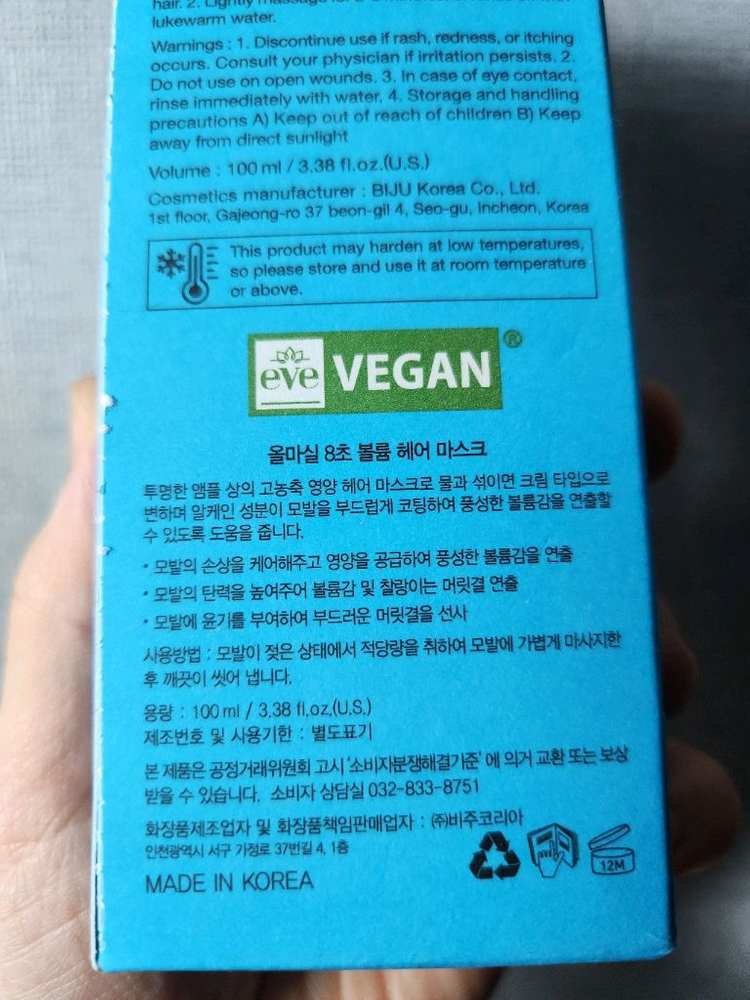 lukewarm water.
Warnings : 1. Discontinue use if rash, redness, or itching
occurs. Consult your physician if irritation persists. 2.
Do not use on open wounds. 3. In case of eye contact,
rinse immediately with water. 4. Storage and handling
precautions A) Keep out of reach of children B) Keep
away from direct sunlight
Volume : 100 ml / 3.38 fl.oz.(U.S.)
Cosmetics manufacturer : BIJU Korea Co., Ltd.
1st floor, Gajeong-ro 37 beon-gil 4, Seo-gu, Incheon, Korea
This product may harden at low temperatures,
so please store and use it at room temperature
or above.
eve VEGAN ®
올마실 8초 볼륨 헤어 마스크
투명한 앰플 상의 고농축 영양 헤어 마스크로 물과 섞이면 크림 타입으로
변하며 알케인 성분이 모발을 부드럽게 코팅하여 풍성한 볼륨감을 연출할
수 있도록 도움을 줍니다.
• 모발의 손상을 케어해주고 영양을 공급하여 풍성한 볼륨감을 연출
• 모발의 탄력을 높여주어 볼륨감 및 찰랑이는 머릿결 연출
• 모발에 윤기를 부여하여 부드러운 머릿결을 선사
사용방법 : 모발이 젖은 상태에서 적당량을 취하여 모발에 가볍게 마사지한
후 깨끗이 씻어 냅니다.
용량 : 100 ml / 3.38 fl.oz.(U.S.)
제조번호 및 사용기한 : 별도표기
본 제품은 공정거래위원회 고시 '소비자분쟁해결기준' 에 의거 교환 또는 보상
받을 수 있습니다. 소비자 상담실 032-833-8751
화장품제조업자 및 화장품책임판매업자 : ㈜비주코리아
인천광역시 서구 가정로 37번길 4, 1층
MADE IN KOREA
12M